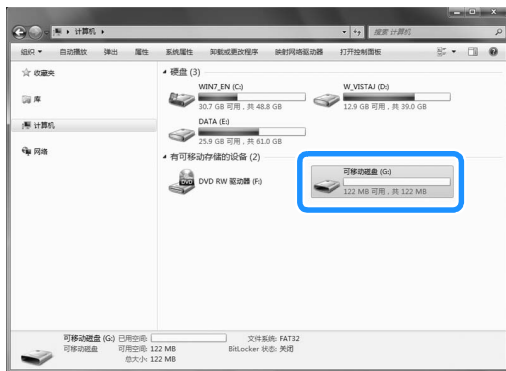 计算机
搜索 计算机
组织 自动播放 弹出 属性 系统属性 卸载或更改程序 映射网络驱动器 打开控制面板
收藏夹
库
计算机
网络
硬盘 (3)
WIN7_EN (C:)
30.7 GB 可用，共 48.8 GB
W_VISTAJ (D:)
12.9 GB 可用，共 39.0 GB
DATA (E:)
25.9 GB 可用，共 61.0 GB
有可移动存储的设备 (2)
DVD RW 驱动器 (F:)
可移动磁盘 (G:)
122 MB 可用，共 122 MB
可移动磁盘 (G:) 已用空间: 文件系统: FAT32
可移动磁盘 可用空间: 122 MB BitLocker 状态: 关闭
总大小: 122 MB